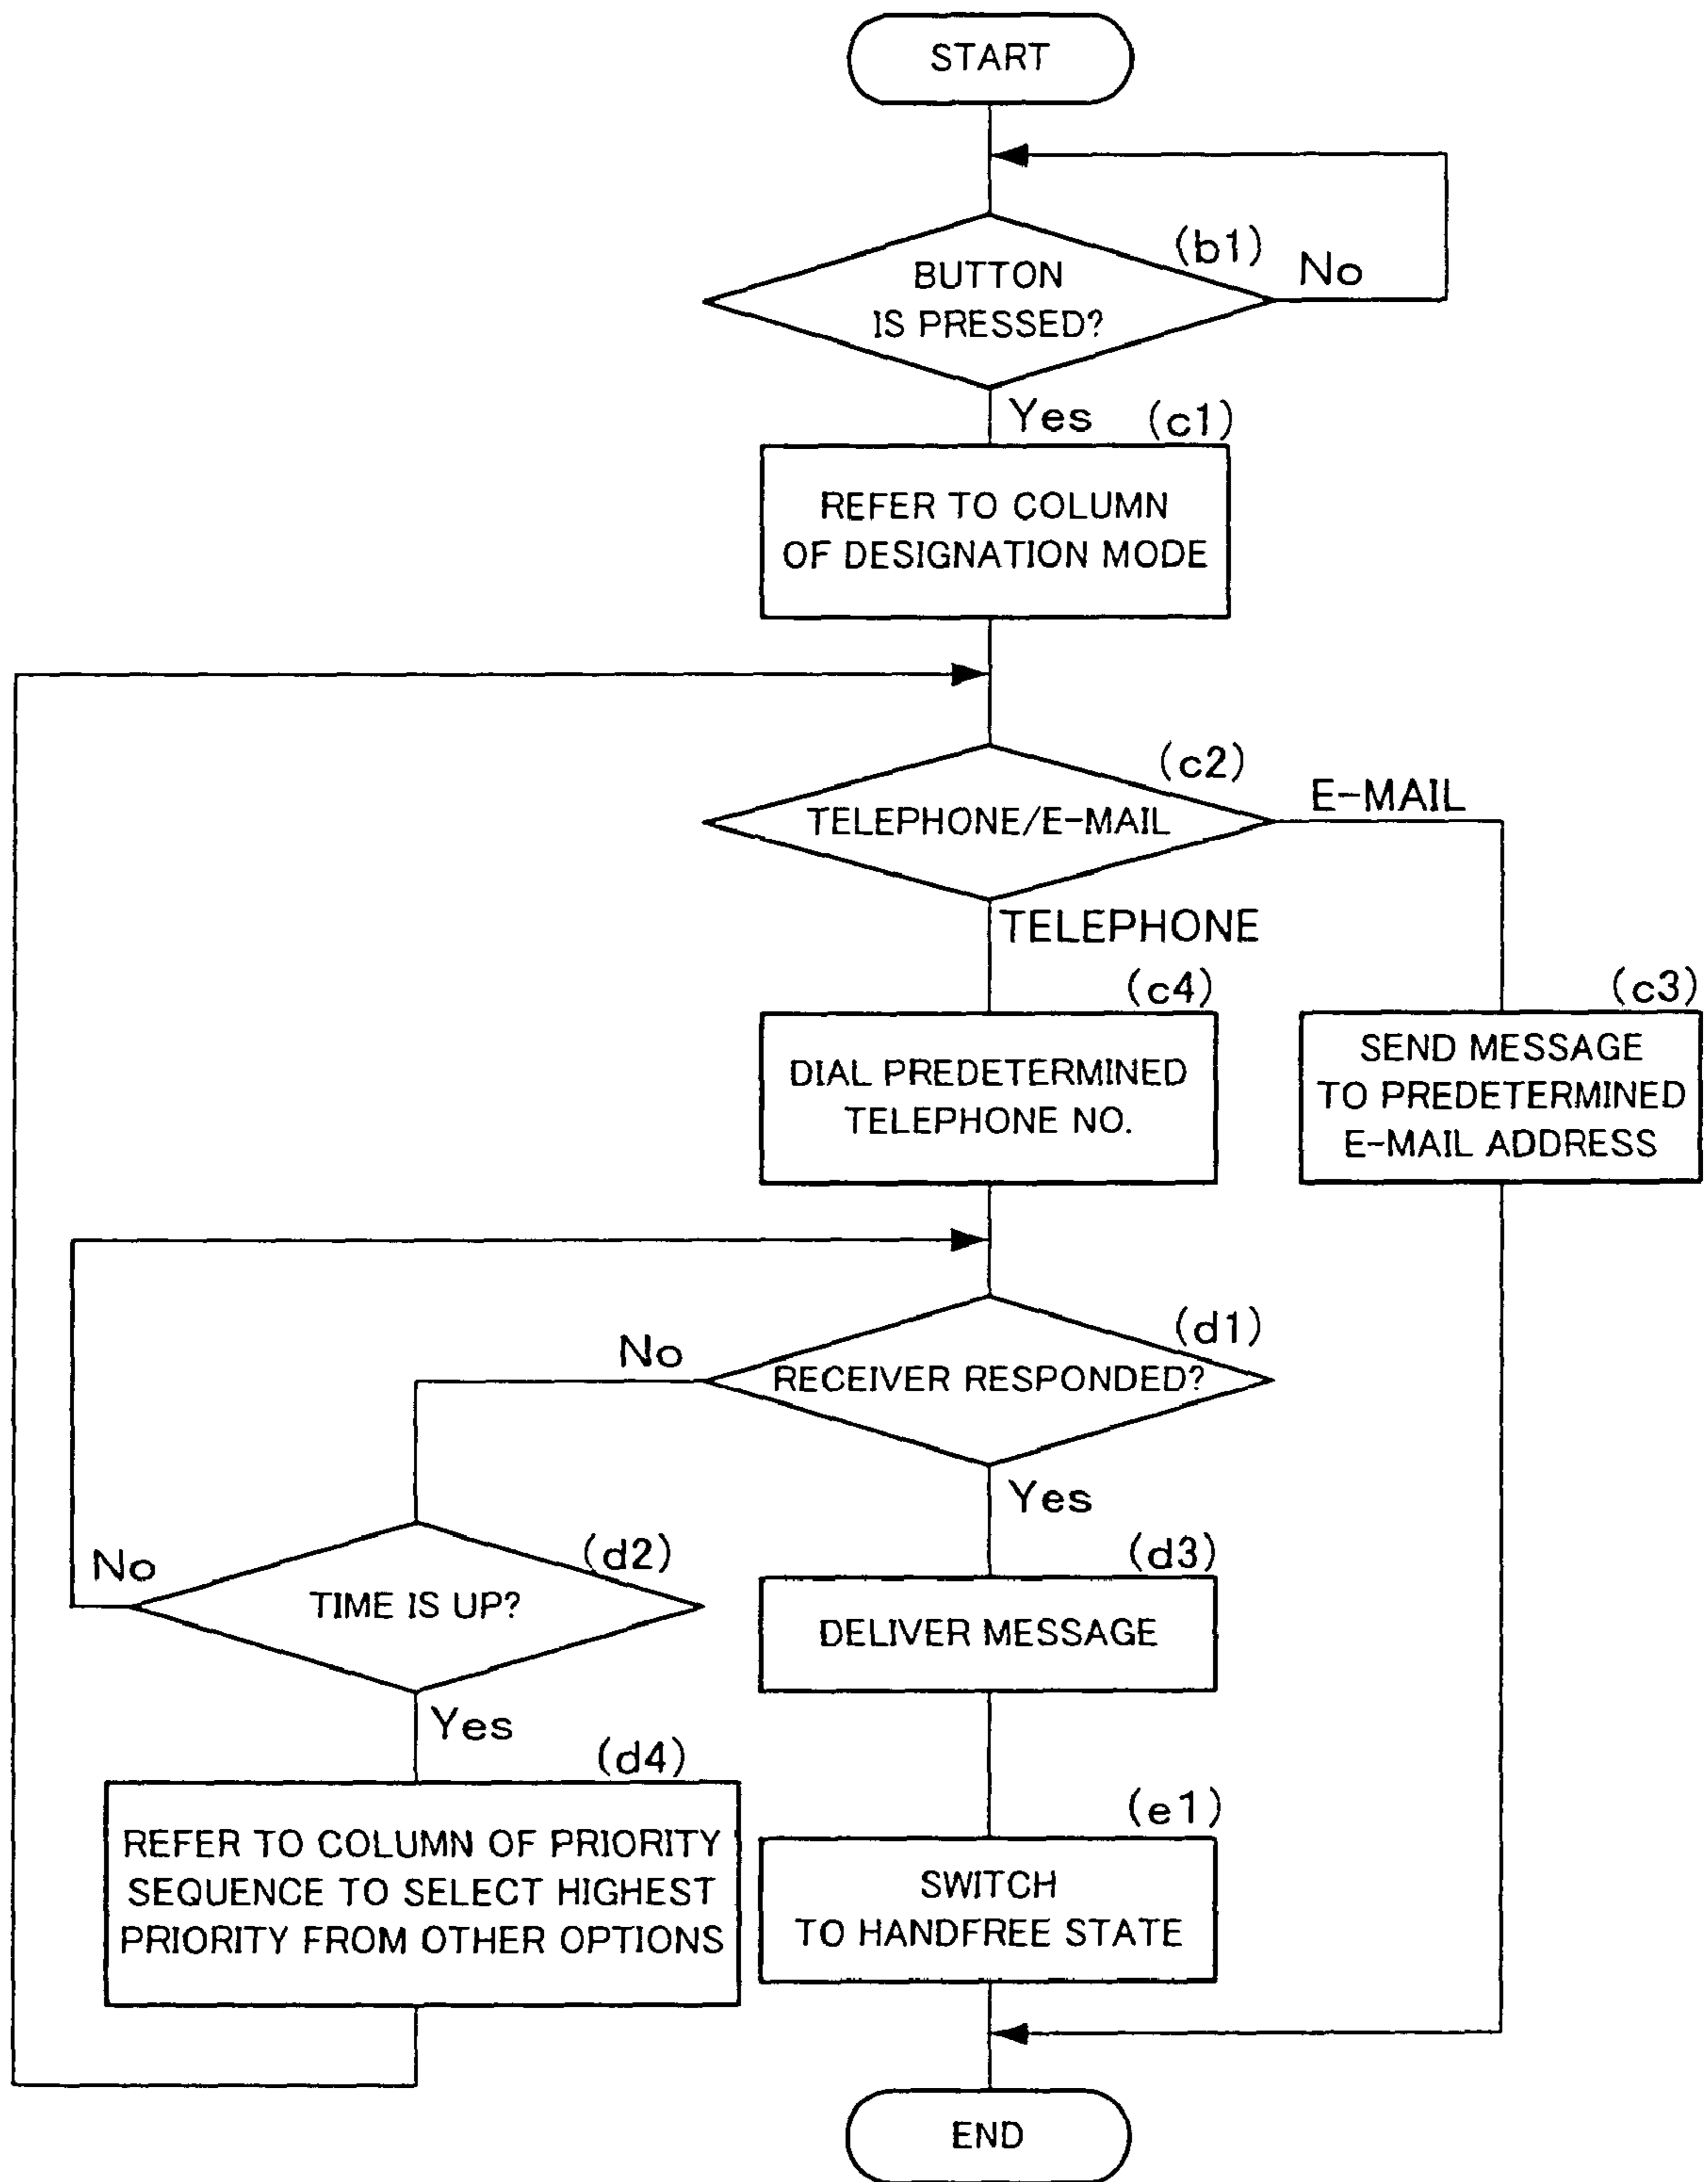 START
(b1)
No
BUTTON
IS PRESSED?
Yes
(c1)
REFER TO COLUMN
OF DESIGNATION MODE
(c2)
E-MAIL
TELEPHONE/E-MAIL
TELEPHONE
(c4)
(c3)
DIAL PREDETERMINED
TELEPHONE NO.
SEND MESSAGE
TO PREDETERMINED
E-MAIL ADDRESS
(d1)
No
RECEIVER RESPONDED?
Yes
(d2)
No
TIME IS UP?
(d3)
DELIVER MESSAGE
Yes
(d4)
REFER TO COLUMN OF PRIORITY
SEQUENCE TO SELECT HIGHEST
PRIORITY FROM OTHER OPTIONS
(e1)
SWITCH
TO HANDFREE STATE
END